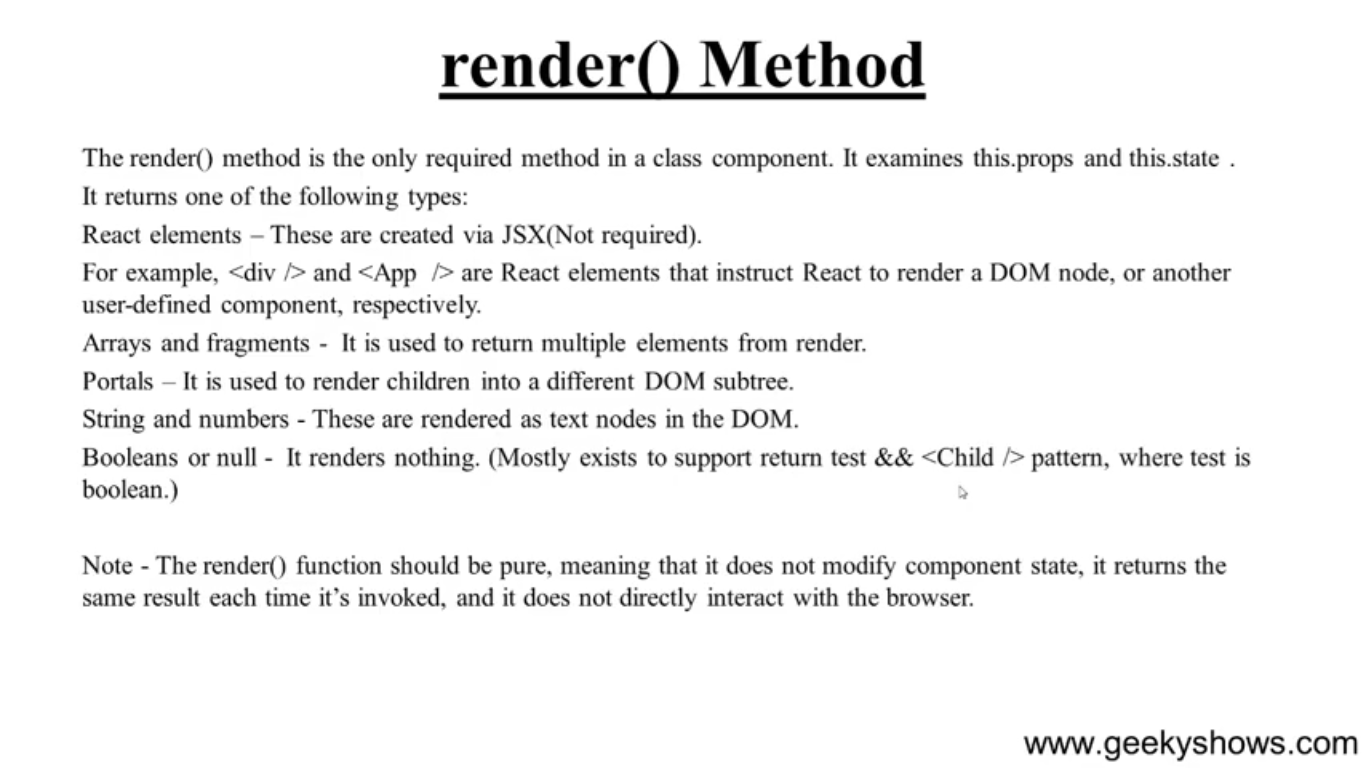 render() Method
The render() method is the only required method in a class component. It examines this.props and this.state .
It returns one of the following types:
React elements – These are created via JSX(Not required).
For example, <div /> and <App  /> are React elements that instruct React to render a DOM node, or another
user-defined component, respectively.
Arrays and fragments -  It is used to return multiple elements from render.
Portals – It is used to render children into a different DOM subtree.
String and numbers - These are rendered as text nodes in the DOM.
Booleans or null -  It renders nothing. (Mostly exists to support return test && <Child /> pattern, where test is
boolean.)
Note - The render() function should be pure, meaning that it does not modify component state, it returns the
same result each time it’s invoked, and it does not directly interact with the browser.
www.geekyshows.com